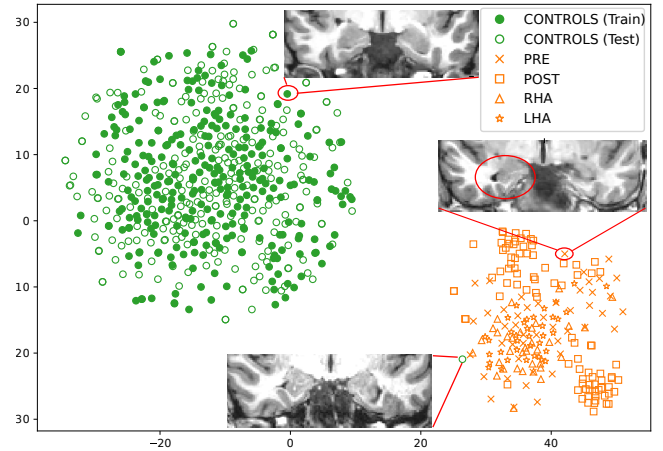 CONTROLS (Train)
CONTROLS (Test)
PRE
POST
RHA
LHA
30
20
10
0
10
20
30
−20
0
20
40